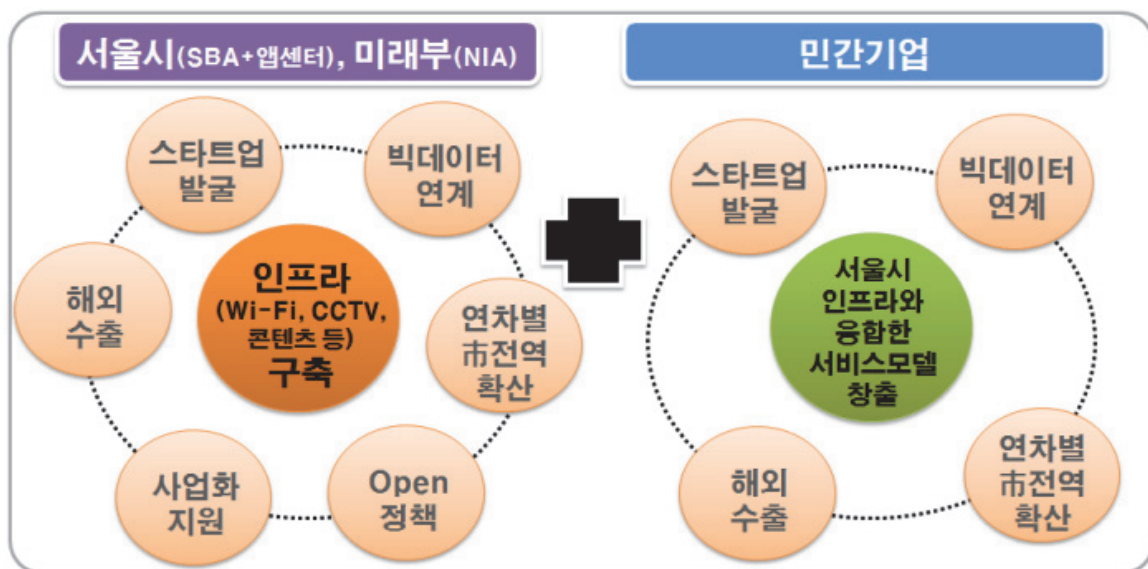 서울시(SBA+앱센터), 미래부(NIA)
스타트업
발굴
빅데이터
연계
해외
수출
인프라
(Wi-Fi, CCTV,
콘텐츠 등)
구축
연차별
市전역
확산
사업화
지원
Open
정책
민간기업
스타트업
발굴
빅데이터
연계
서울시
인프라와
융합한
서비스모델
창출
해외
수출
연차별
市전역
확산